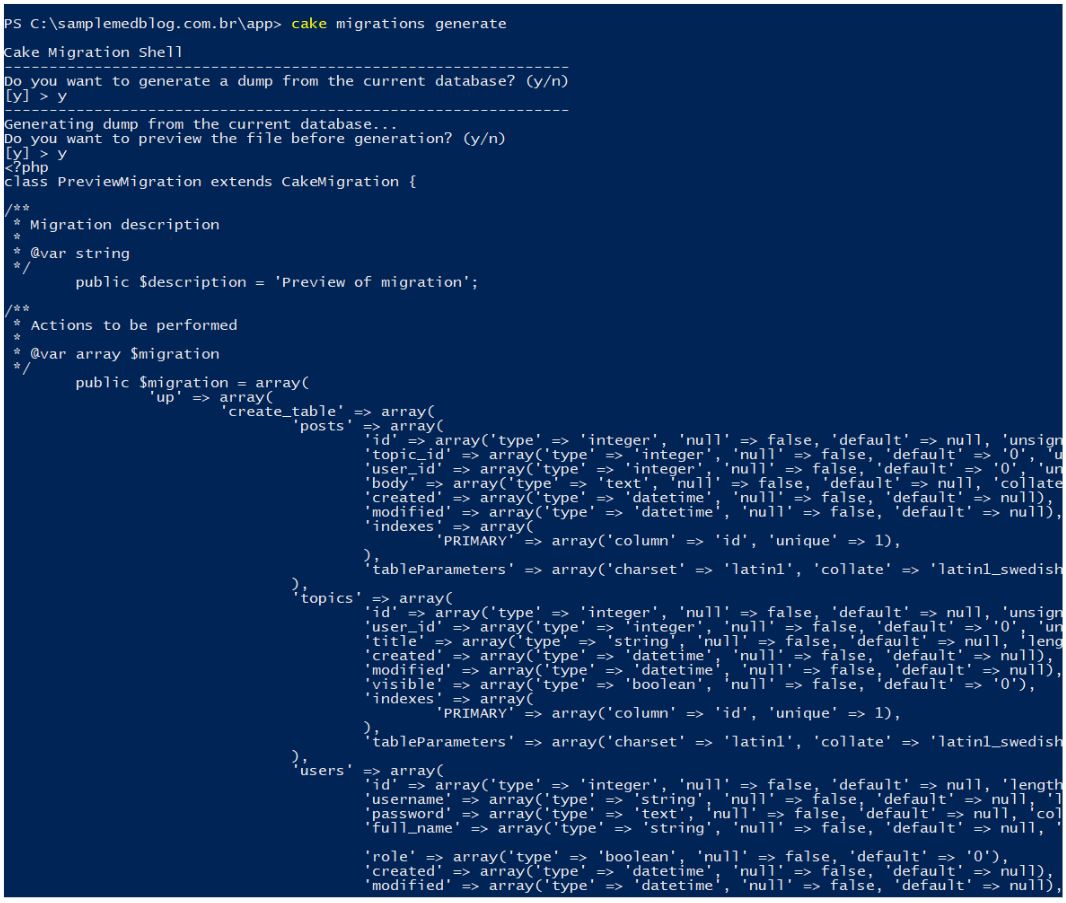 PS C:\samplemedblog.com.br\app> cake migrations generate
Cake Migration Shell
---------------------------------------------------------------
Do you want to generate a dump from the current database? (y/n)
[y] > y
---------------------------------------------------------------
Generating dump from the current database...
Do you want to preview the file before generation? (y/n)
[y] > y
<?php
class PreviewMigration extends CakeMigration {
/**
 * Migration description
 *
 * @var string
 */
        public $description = 'Preview of migration';
/**
 * Actions to be performed
 *
 * @var array $migration
 */
        public $migration = array(
                'up' => array(
                        'create_table' => array(
                                'posts' => array(
                                        'id' => array('type' => 'integer', 'null' => false, 'default' => null, 'unsign
                                        'topic_id' => array('type' => 'integer', 'null' => false, 'default' => '0', 'u
                                        'user_id' => array('type' => 'integer', 'null' => false, 'default' => '0', 'un
                                        'body' => array('type' => 'text', 'null' => false, 'default' => null, 'collate
                                        'created' => array('type' => 'datetime', 'null' => false, 'default' => null),
                                        'modified' => array('type' => 'datetime', 'null' => false, 'default' => null),
                                        'indexes' => array(
                                                'PRIMARY' => array('column' => 'id', 'unique' => 1),
                                        ),
                                        'tableParameters' => array('charset' => 'latin1', 'collate' => 'latin1_swedish
                                ),
                                'topics' => array(
                                        'id' => array('type' => 'integer', 'null' => false, 'default' => null, 'unsign
                                        'user_id' => array('type' => 'integer', 'null' => false, 'default' => '0', 'un
                                        'title' => array('type' => 'string', 'null' => false, 'default' => null, 'leng
                                        'created' => array('type' => 'datetime', 'null' => false, 'default' => null),
                                        'modified' => array('type' => 'datetime', 'null' => false, 'default' => null),
                                        'visible' => array('type' => 'boolean', 'null' => false, 'default' => '0'),
                                        'indexes' => array(
                                                'PRIMARY' => array('column' => 'id', 'unique' => 1),
                                        ),
                                        'tableParameters' => array('charset' => 'latin1', 'collate' => 'latin1_swedish
                                ),
                                'users' => array(
                                        'id' => array('type' => 'integer', 'null' => false, 'default' => null, 'length
                                        'username' => array('type' => 'string', 'null' => false, 'default' => null, 'l
                                        'password' => array('type' => 'text', 'null' => false, 'default' => null, 'col
                                        'full_name' => array('type' => 'string', 'null' => false, 'default' => null, '
                                        'role' => array('type' => 'boolean', 'null' => false, 'default' => '0'),
                                        'created' => array('type' => 'datetime', 'null' => false, 'default' => null),
                                        'modified' => array('type' => 'datetime', 'null' => false, 'default' => null),